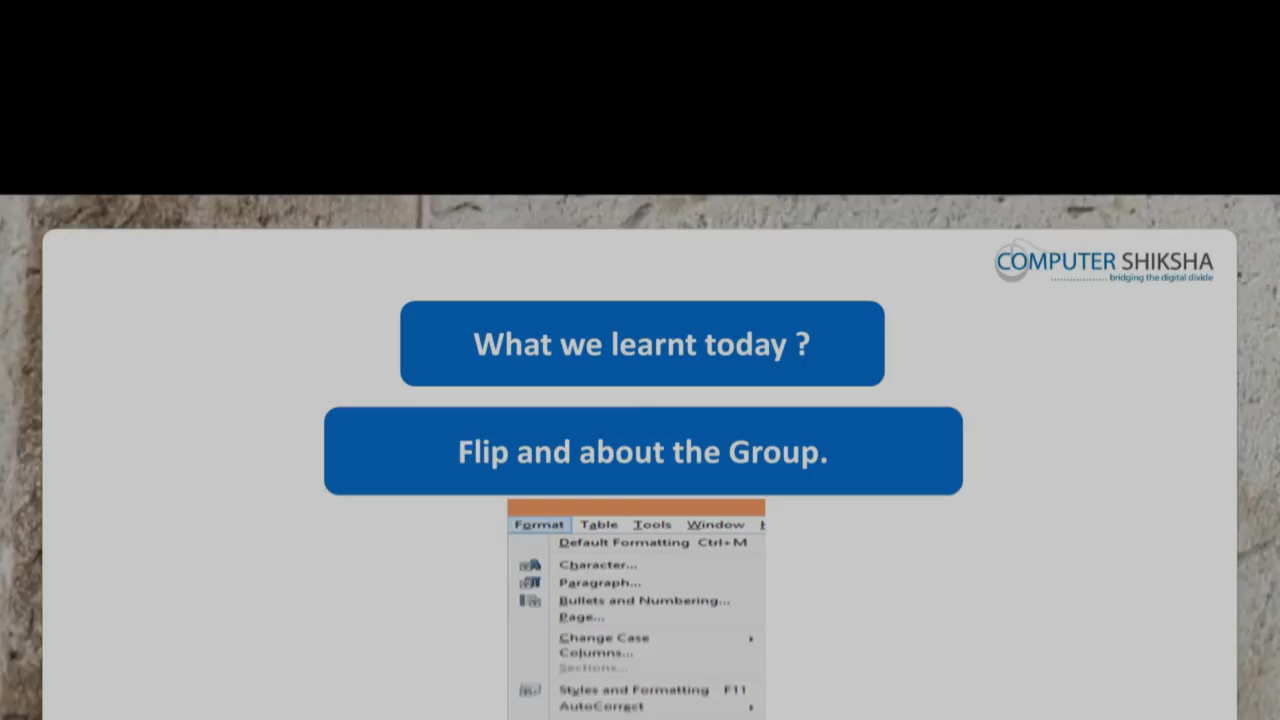 COMPUTER SHIKSHA
bridging the digital divide
What we learnt today ?
Flip and about the Group.
Format Table Tools Window
Default Formatting Ctrl+M
Character...
Paragraph...
Bullets and Numbering...
Page...
Change Case
Columns...
Sections...
Styles and Formatting F11
AutoCorrect